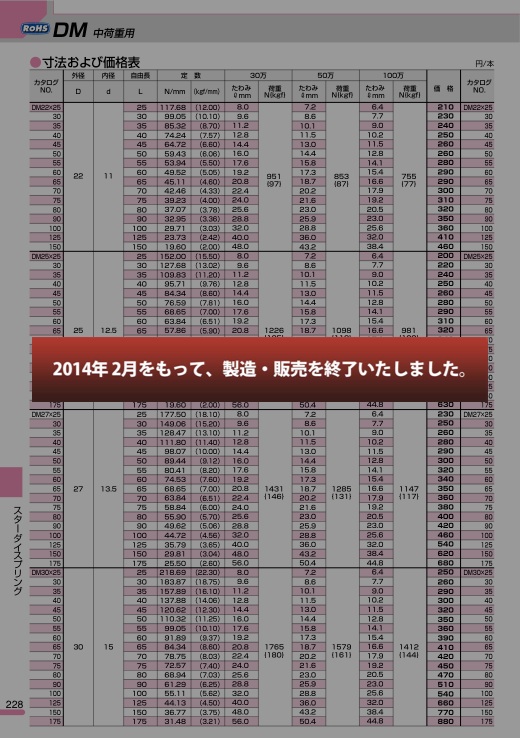 RoHS DM 中荷重用
●寸法および価格表
円/本
カタログNO. 外径 D 内径 d 自由長 L 定 数 N/mm (kgf/mm) 30万 たわみℓmm 荷重N(kgf) 50万 たわみℓmm 荷重N(kgf) 100万 たわみℓmm 荷重N(kgf) 価 格 カタログNO.
DM22×25 25 117.68 (12.00) 8.0 7.2 6.4 210 DM22×25
30 30 99.05 (10.10) 9.6 8.6 7.7 230 30
35 35 85.32 (8.70) 11.2 10.1 9.0 240 35
40 40 74.24 (7.57) 12.8 11.5 10.2 250 40
45 45 64.72 (6.60) 14.4 13.0 11.5 260 45
50 50 59.43 (6.06) 16.0 14.4 12.8 260 50
55 55 53.94 (5.50) 17.6 15.8 14.1 280 55
60 60 49.52 (5.05) 19.2 17.3 15.4 290 60
65 22 11 65 45.11 (4.60) 20.8 951 (97) 18.7 853 (87) 16.6 755 (77) 290 65
70 70 42.46 (4.33) 22.4 20.2 17.9 300 70
75 75 39.23 (4.00) 24.0 21.6 19.2 310 75
80 80 37.07 (3.78) 25.6 23.0 20.5 320 80
90 90 32.95 (3.36) 28.8 25.9 23.0 350 90
100 100 29.71 (3.03) 32.0 28.8 25.6 360 100
125 125 23.73 (2.42) 40.0 36.0 32.0 410 125
150 150 19.60 (2.00) 48.0 43.2 38.4 460 150
DM25×25 25 152.00 (15.50) 8.0 7.2 6.4 200 DM25×25
30 30 127.68 (13.02) 9.6 8.6 7.7 220 30
35 35 109.83 (11.20) 11.2 10.1 9.0 240 35
40 40 95.71 (9.76) 12.8 11.5 10.2 250 40
45 45 84.34 (8.60) 14.4 13.0 11.5 260 45
50 50 76.59 (7.81) 16.0 14.4 12.8 280 50
55 55 68.65 (7.00) 17.6 15.8 14.1 290 55
60 60 63.84 (6.51) 19.2 17.3 15.4 310 60
65 25 12.5 65 57.86 (5.90) 20.8 1226 18.7 1098 16.6 981 320 65
2014年 2月をもって、製造・販売を終了いたしました。
175 175 19.60 (2.00) 56.0 50.4 44.8 630 175
DM27×25 25 177.50 (18.10) 8.0 7.2 6.4 230 DM27×25
30 30 149.06 (15.20) 9.6 8.6 7.7 250 30
35 35 128.47 (13.10) 11.2 10.1 9.0 260 35
40 40 111.80 (11.40) 12.8 11.5 10.2 280 40
45 45 98.07 (10.00) 14.4 13.0 11.5 290 45
50 50 89.44 (9.12) 16.0 14.4 12.8 300 50
55 55 80.41 (8.20) 17.6 15.8 14.1 320 55
60 60 74.53 (7.60) 19.2 17.3 15.4 340 60
65 27 13.5 65 68.65 (7.00) 20.8 1431 (146) 18.7 1285 (131) 16.6 1147 (117) 350 65
70 70 63.84 (6.51) 22.4 20.2 17.9 360 70
75 75 58.84 (6.00) 24.0 21.6 19.2 380 75
80 80 55.90 (5.70) 25.6 23.0 20.5 400 80
90 90 49.62 (5.06) 28.8 25.9 23.0 420 90
100 100 44.72 (4.56) 32.0 28.8 25.6 460 100
125 125 35.79 (3.65) 40.0 36.0 32.0 540 125
150 150 29.81 (3.04) 48.0 43.2 38.4 620 150
175 175 25.50 (2.60) 56.0 50.4 44.8 680 175
DM30×25 25 218.69 (22.30) 8.0 7.2 6.4 250 DM30×25
30 30 183.87 (18.75) 9.6 8.6 7.7 260 30
35 35 157.89 (16.10) 11.2 10.1 9.0 290 35
40 40 137.88 (14.06) 12.8 11.5 10.2 300 40
45 45 120.62 (12.30) 14.4 13.0 11.5 320 45
50 50 110.32 (11.25) 16.0 14.4 12.8 350 50
55 55 99.05 (10.10) 17.6 15.8 14.1 360 55
60 60 91.89 (9.37) 19.2 17.3 15.4 390 60
65 30 15 65 84.34 (8.60) 20.8 1765 (180) 18.7 1579 (161) 16.6 1412 (144) 410 65
70 70 78.75 (8.03) 22.4 20.2 17.9 420 70
75 75 72.57 (7.40) 24.0 21.6 19.2 450 75
80 80 68.94 (7.03) 25.6 23.0 20.5 470 80
90 90 61.29 (6.25) 28.8 25.9 23.0 510 90
100 100 55.11 (5.62) 32.0 28.8 25.6 540 100
125 125 44.13 (4.50) 40.0 36.0 32.0 660 125
150 150 36.75 (3.75) 48.0 43.2 38.4 770 150
175 175 31.48 (3.21) 56.0 50.4 44.8 880 175
スターダイスプリング
228